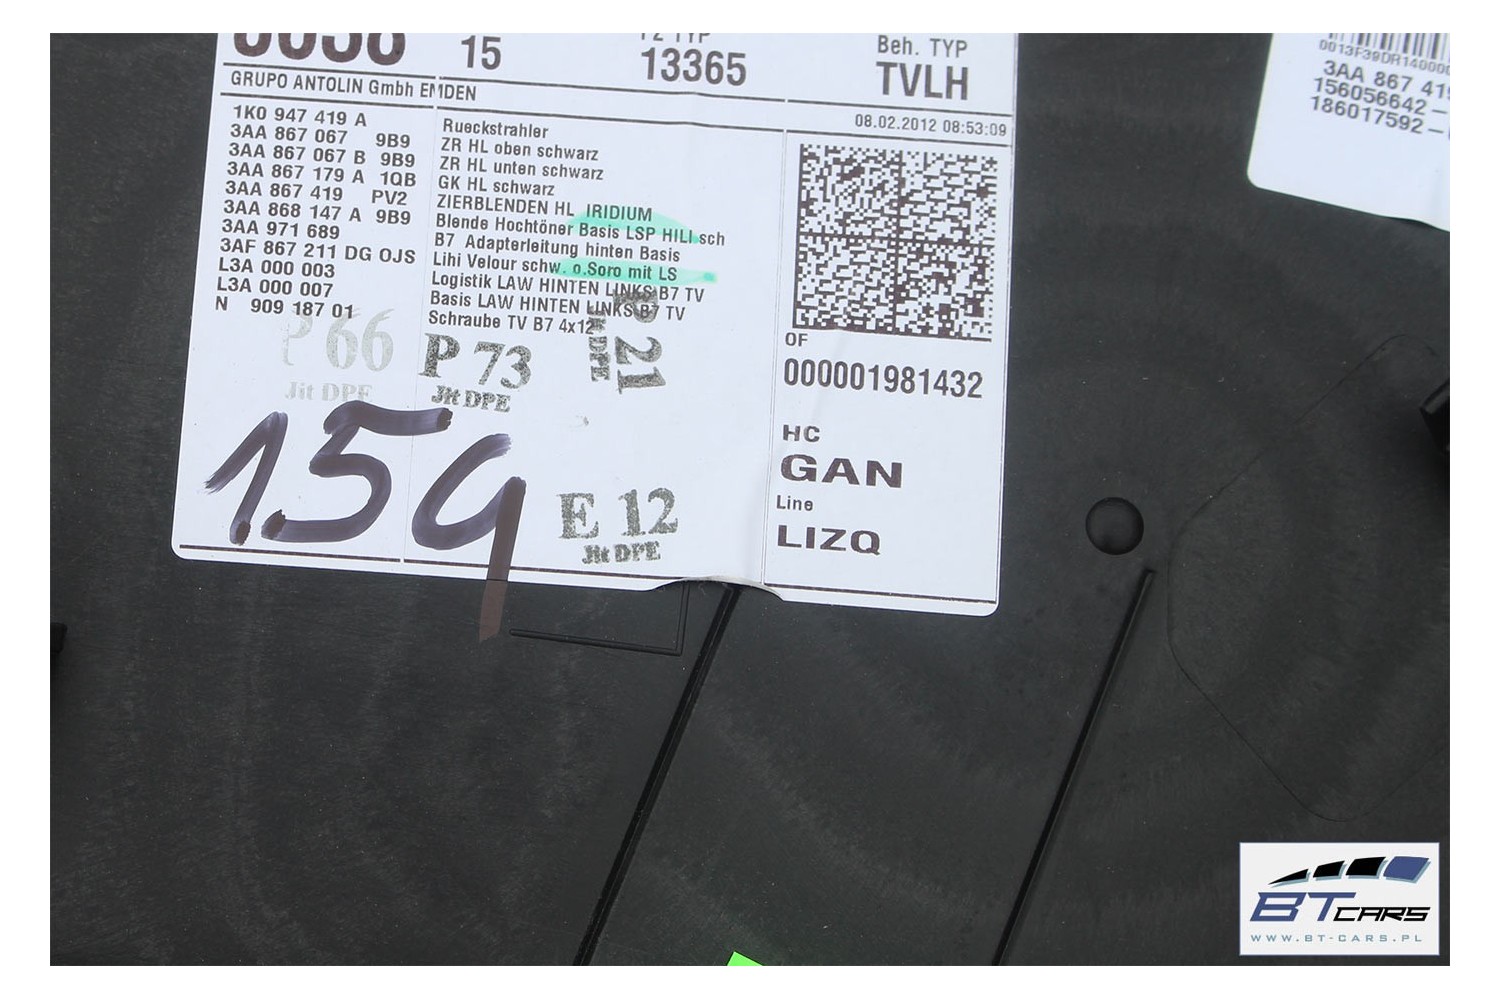 15
13365
Beh. TYP
TVLH
GRUPO ANTOLIN Gmbh EMDEN
08.02.2012 08:53:09
1K0 947 419 A
3AA 867 067 9B9
3AA 867 067 B 9B9
3AA 867 179 A 1QB
3AA 867 419 PV2
3AA 868 147 A 9B9
3AA 971 689
3AF 867 211 DG OJS
L3A 000 003
L3A 000 007
N 909 187 01
Rueckstrahler
ZR HL oben schwarz
ZR HL unten schwarz
GK HL schwarz
ZIERBLENDEN HL IRIDIUM
Blende Hochtöner Basis LSP HILI sch
B7 Adapterleitung hinten Basis
Lihi Velour schw. o.Soro mit LS
Logistik LAW HINTEN LINKS B7 TV
Basis LAW HINTEN LINKS B7 TV
Schraube TV B7 4x12
P 66
Jit DPE
P 73
Jit DPE
P 21
Jit DPE
159
E 12
Jit DPE
OF
000001981432
HC
GAN
Line
LIZQ
3AA 867 419
156056642-
186017592-
BT CARS
WWW.BT-CARS.PL